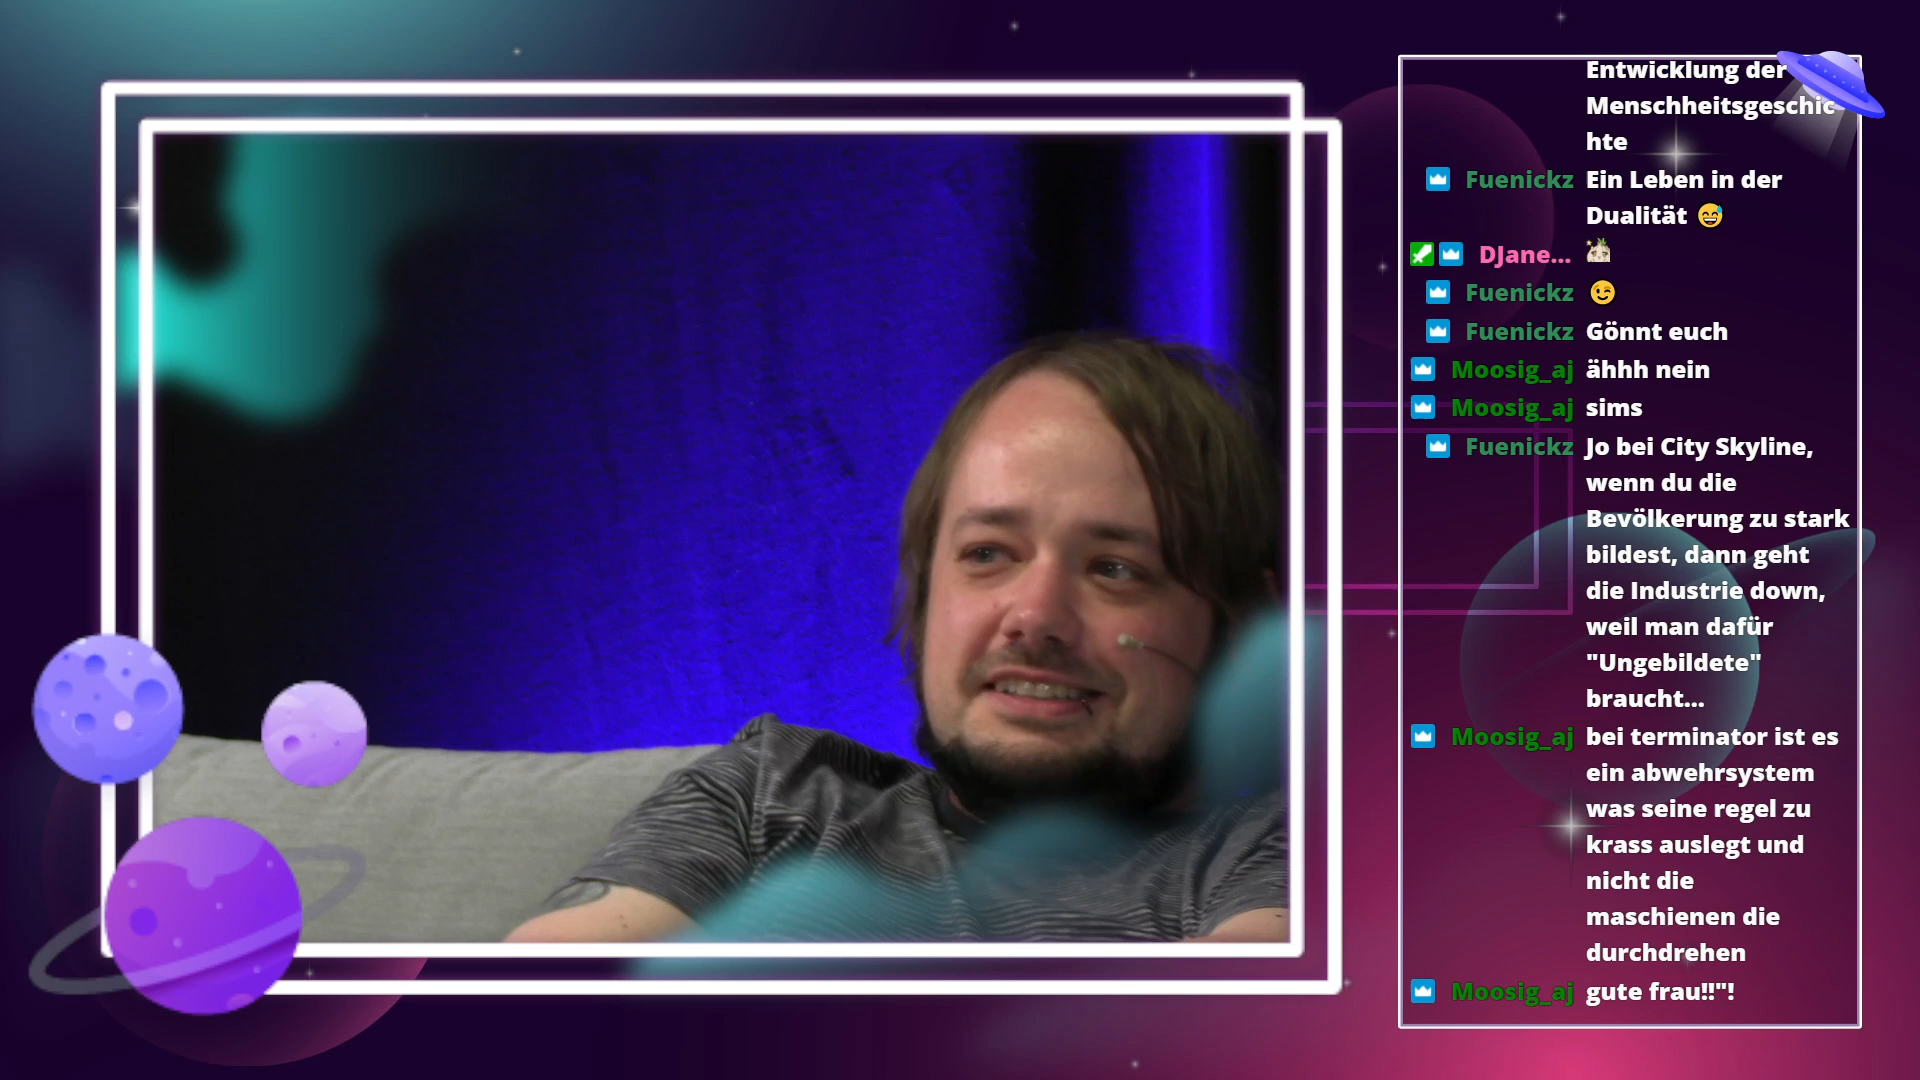 Entwicklung der
Menschheitsgeschic
hte
Fuenickz Ein Leben in der
Dualität 😅
DJane...
Fuenickz 😉
Fuenickz Gönnt euch
Moosig_aj ähhh nein
Moosig_aj sims
Fuenickz Jo bei City Skyline,
wenn du die
Bevölkerung zu stark
bildest, dann geht
die Industrie down,
weil man dafür
"Ungebildete"
braucht...
Moosig_aj bei terminator ist es
ein abwehrsystem
was seine regel zu
krass auslegt und
nicht die
maschienen die
durchdrehen
Moosig_aj gute frau!!"!